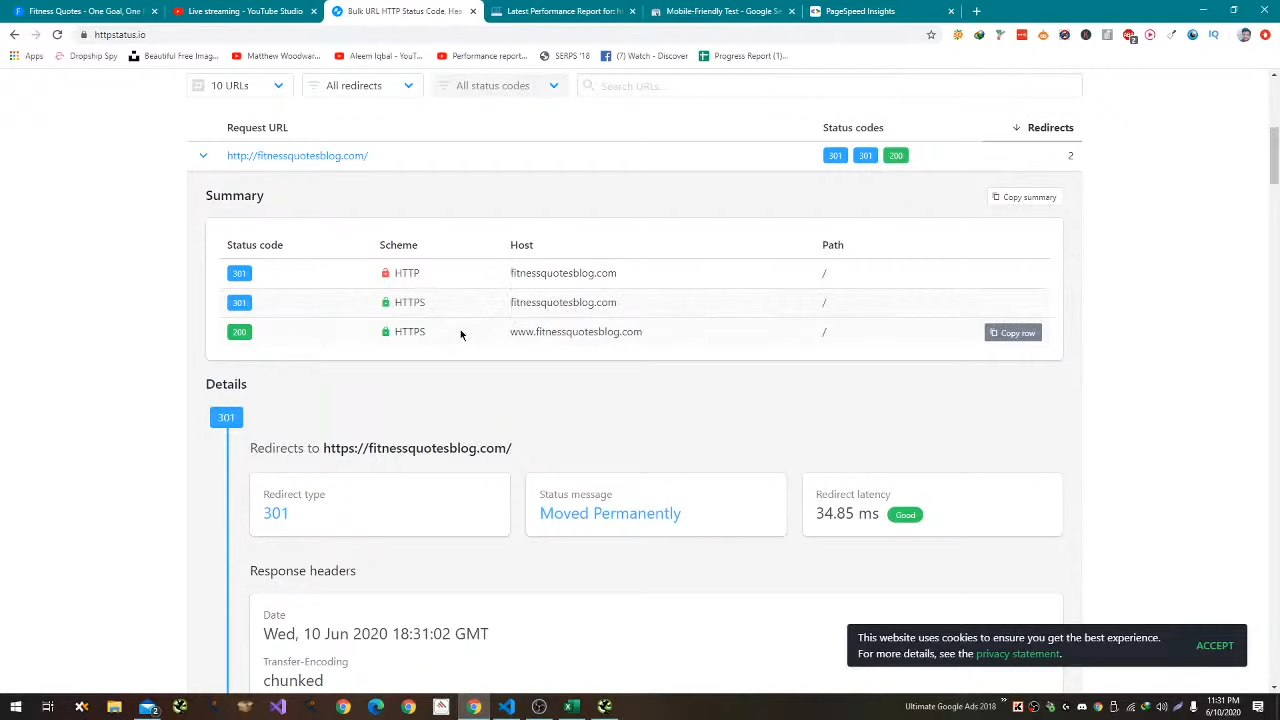 Fitness Quotes - One Goal, One
Live streaming - YouTube Studio
Bulk URL HTTP Status Code, Hea
Latest Performance Report for: h
Mobile-Friendly Test - Google Se
PageSpeed Insights
httpstatus.io
Apps
Dropship Spy
Beautiful Free Imag...
Matthew Woodwar...
Aleem Iqbal - YouT...
Performance report...
SERPS '18
(?) Watch - Discover
Progress Report (1)...
10 URLs
All redirects
All status codes
Search URLs...
Request URL
Status codes
Redirects
http://fitnessquotesblog.com/
301 301 200
2
Summary
Copy summary
Status code Scheme Host Path
301 HTTP fitnessquotesblog.com /
301 HTTPS fitnessquotesblog.com /
200 HTTPS www.fitnessquotesblog.com /
Copy row
Details
301
Redirects to https://fitnessquotesblog.com/
Redirect type
301
Status message
Moved Permanently
Redirect latency
34.85 ms Good
Response headers
Date
Wed, 10 Jun 2020 18:31:02 GMT
Transfer-Encoding
chunked
This website uses cookies to ensure you get the best experience.
For more details, see the privacy statement.
ACCEPT
Ultimate Google Ads 2018
11:31 PM
6/10/2020